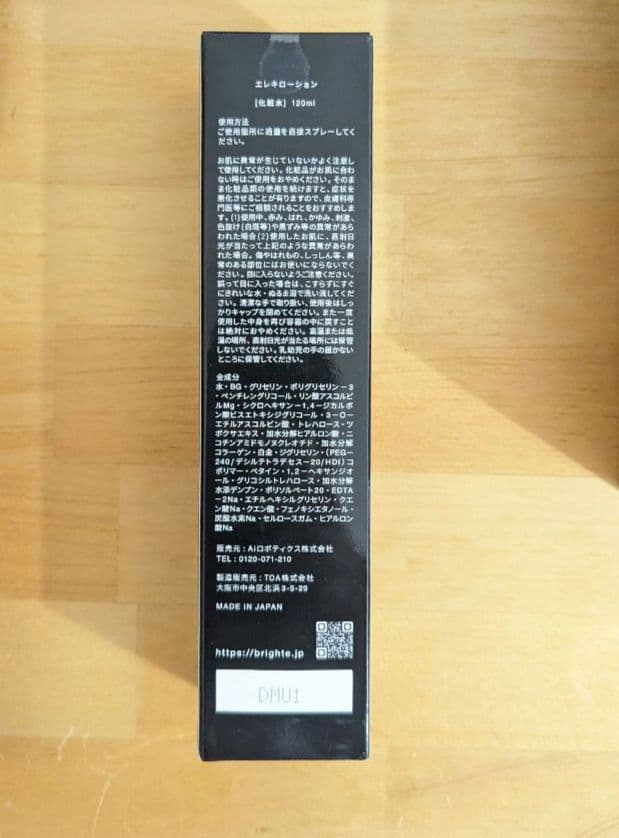 エレキローション
[化粧水] 120ml
使用方法
ご使用箇所に適量を直接スプレーしてく
ださい。
お肌に異常が生じていないかよく注意し
て使用してください。化粧品がお肌に合わ
ない時はご使用をおやめください。そのま
ま化粧品類の使用を続けますと、症状を
悪化させることが有りますので、皮膚科専
門医等にご相談されることをおすすめしま
す。(1)使用中、赤み、はれ、かゆみ、刺激、
色抜け(白斑等)や黒ずみ等の異常があら
われた場合(2)使用したお肌に、直射日
光が当たって上記のような異常があらわ
れた場合。傷やはれもの、しっしん等、異
常のある部位にはお使いにならないでく
ださい。目に入らないようご注意ください。
誤って目に入った場合は、こすらずにすぐ
にきれいな水・ぬるま湯で洗い流してくだ
さい。清潔な手で取り扱い、使用後はしっ
かりキャップを閉めてください。また一度
使用した中身を再び容器の中に戻すこと
は絶対におやめください。高温または低
温の場所、直射日光が当たる場所には保管
しないでください。乳幼児の手の届かない
ところに保管してください。
全成分
水・BG・グリセリン・ポリグリセリン-3
・ペンチレングリコール・リン酸アスコルビ
ルMg・シクロヘキサン-1,4-ジカルボ
ン酸ビスエトキシジグリコール・3-O-
エチルアスコルビン酸・トレハロース・ツ
ボクサエキス・加水分解ヒアルロン酸・ニ
コチンアミドモノヌクレオチド・加水分解
コラーゲン・白金・ジグリセリン・(PEG-
240/デシルテトラデセス-20/HDI)コ
ポリマー・ベタイン・1,2-ヘキサンジオ
ール・グリコシルトレハロース・加水分解
水添デンプン・ポリソルベート20・EDTA
-2Na・エチルヘキシルグリセリン・クエ
ン酸Na・クエン酸・フェノキシエタノール・
炭酸水素Na・セルロースガム・ヒアルロン
酸Na
販売元：Aiロボティクス株式会社
TEL：0120-071-210
製造販売元：TOA株式会社
大阪市中央区北浜3-5-29
MADE IN JAPAN
https://brighte.jp
DMU1